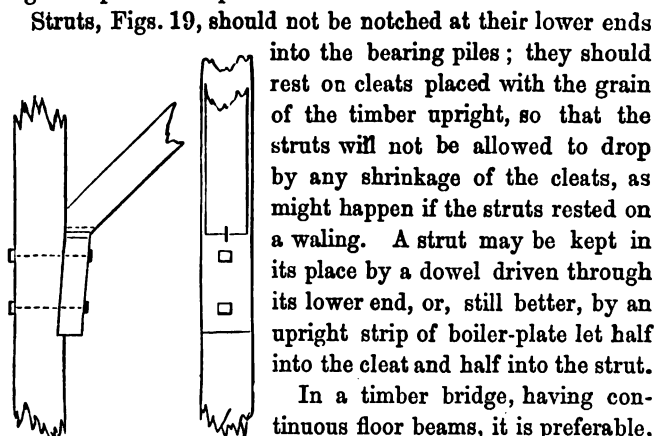 Struts, Figs. 19, should not be notched at their lower ends
into the bearing piles; they should
rest on cleats placed with the grain
of the timber upright, so that the
struts will not be allowed to drop
by any shrinkage of the cleats, as
might happen if the struts rested on
a waling. A strut may be kept in
its place by a dowel driven through
its lower end, or, still better, by an
upright strip of boiler-plate let half
into the cleat and half into the strut.
In a timber bridge, having con-
tinuous floor beams, it is preferable,